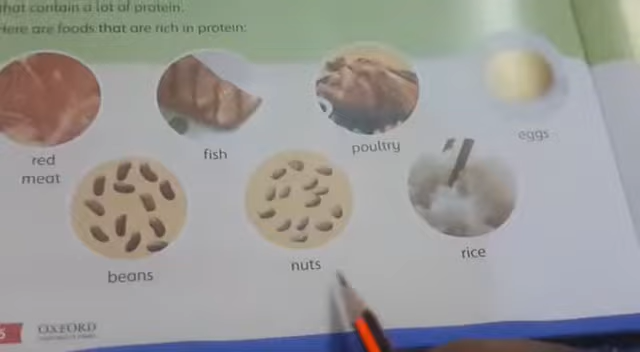 that contain a lot of protein.
Here are foods that are rich in protein:
red
meat
fish
poultry
eggs
beans
nuts
rice
OXFORD